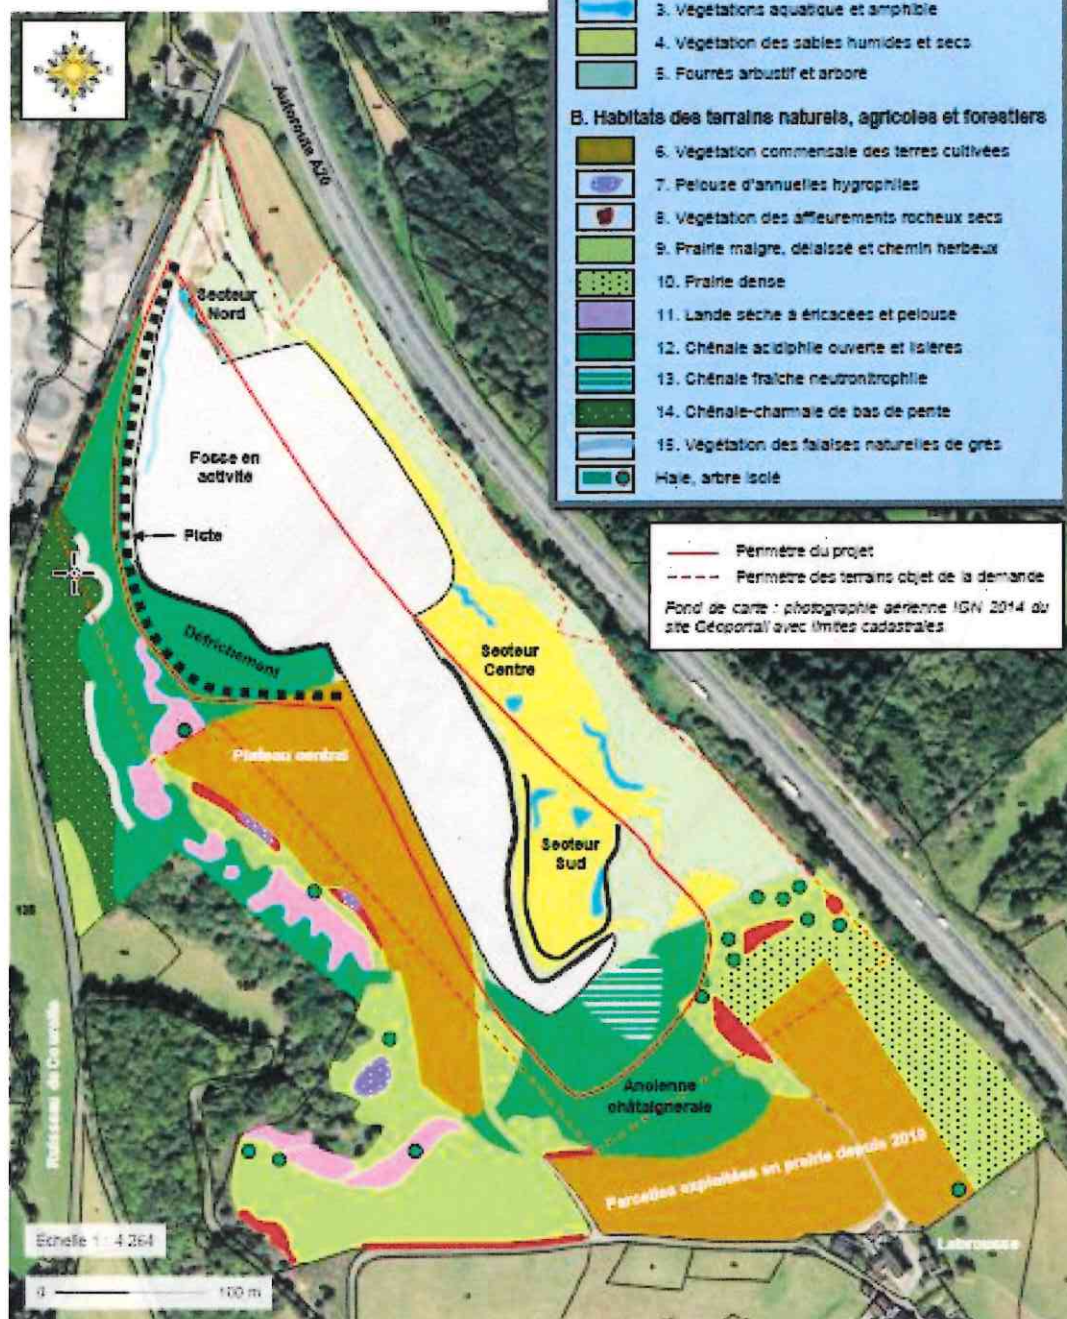 3. Végétations aquatique et amphibie
4. Végétation des sables humides et secs
5. Fourrés arbustif et arboré
B. Habitats des terrains naturels, agricoles et forestiers
6. Végétation commensale des terres cultivées
7. Pelouse d'annuelles hygrophiles
8. Végétation des affleurements rocheux secs
9. Prairie maigre, délaissé et chemin herbeux
10. Prairie dense
11. Lande sèche à éricacées et pelouse
12. Chênaie acidiphile ouverte et lisières
13. Chênaie fraîche neutronitrophile
14. Chênaie-charmaie de bas de pente
15. Végétation des falaises naturelles de grès
Haie, arbre isolé
Périmètre du projet
Périmètre des terrains objet de la demande
Fond de carte : photographie aérienne IGN 2014 du
site Géoportail avec limites cadastrales
N
Autoroute A20
Secteur
Nord
Fosse en
activité
Piste
Défrichement
Secteur
Centre
Plateau central
Secteur
Sud
Ancienne
châtaigneraie
Parcelles exploitées en prairie depuis 2019
Labrousse
Ruisseau de
Echelle 1 : 4 264
0 100 m